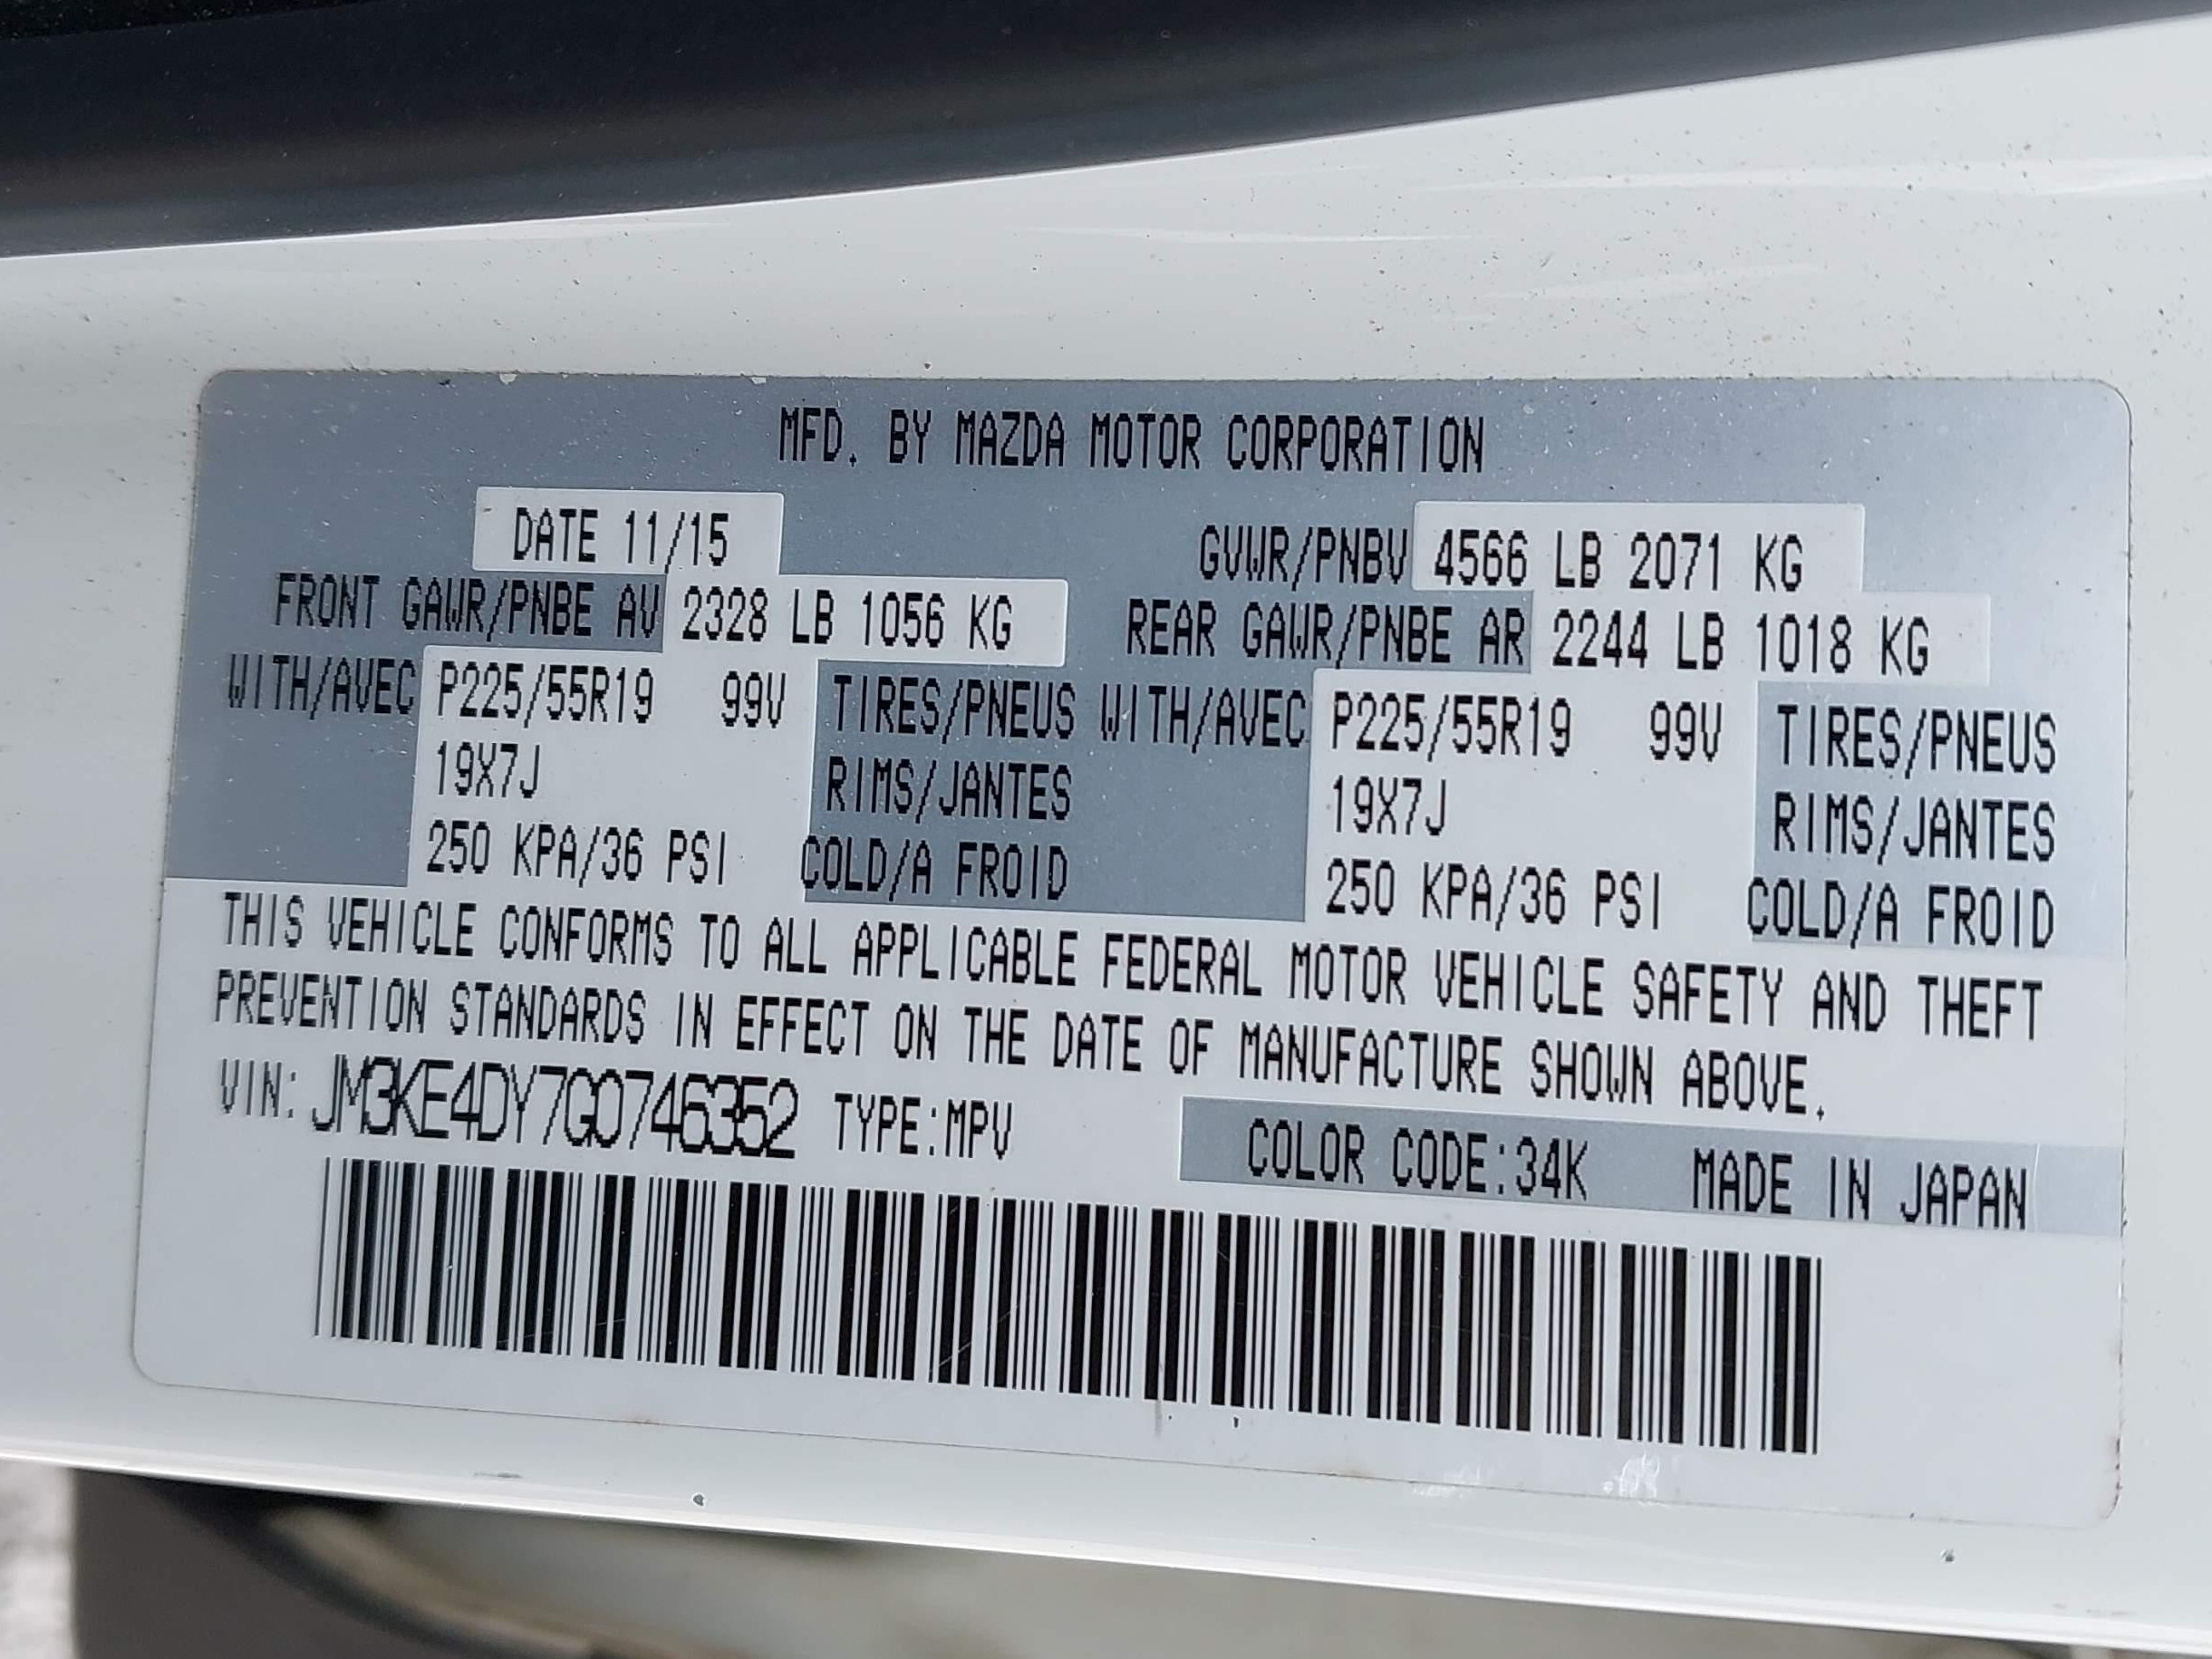 MFD. BY MAZDA MOTOR CORPORATION
DATE 11/15 GVWR/PNBV 4566 LB 2071 KG
FRONT GAWR/PNBE AV 2328 LB 1056 KG REAR GAWR/PNBE AR 2244 LB 1018 KG
WITH/AVEC P225/55R19 99V TIRES/PNEUS WITH/AVEC P225/55R19 99V TIRES/PNEUS
19X7J RIMS/JANTES 19X7J RIMS/JANTES
250 KPA/36 PSI COLD/A FROID 250 KPA/36 PSI COLD/A FROID
THIS VEHICLE CONFORMS TO ALL APPLICABLE FEDERAL MOTOR VEHICLE SAFETY AND THEFT
PREVENTION STANDARDS IN EFFECT ON THE DATE OF MANUFACTURE SHOWN ABOVE.
VIN: JM3KE4DY7G0746352 TYPE:MPV COLOR CODE:34K MADE IN JAPAN